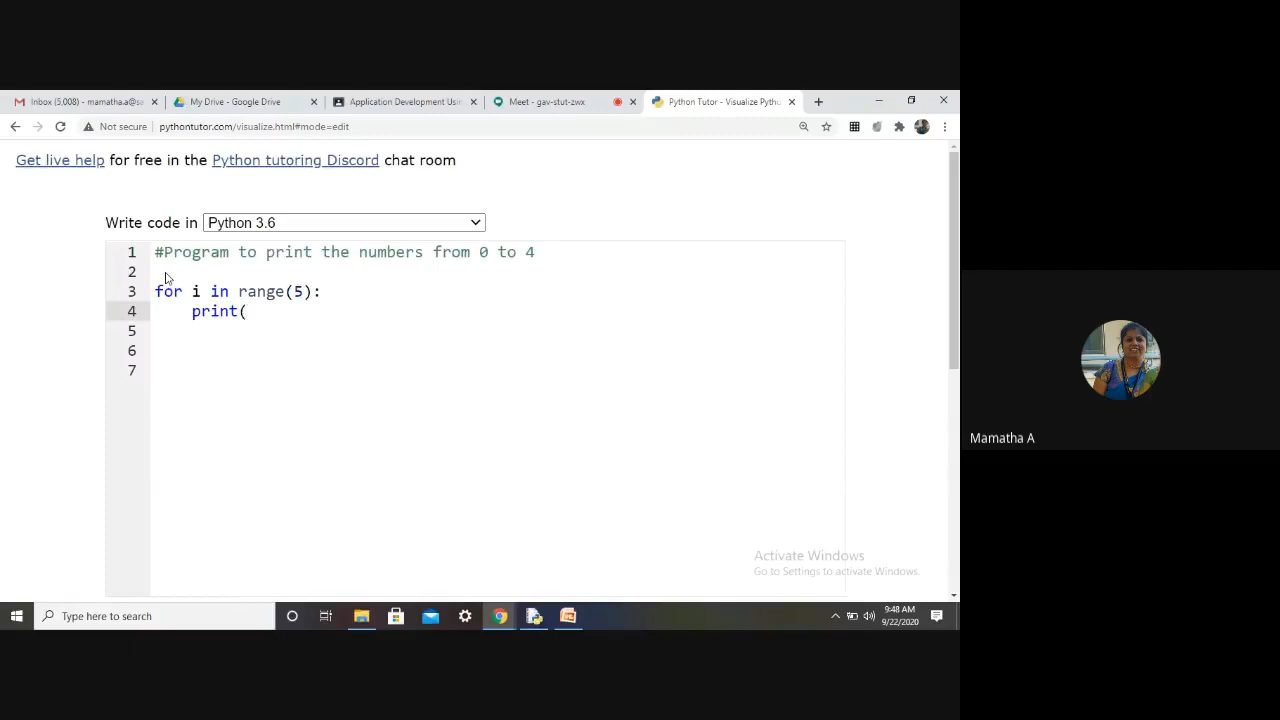 Inbox (5,008) - mamatha.a@sa
My Drive - Google Drive
Application Development Usin
Meet - gav-stut-zwx
Python Tutor - Visualize Pytho
Not secure
pythontutor.com/visualize.html#mode=edit
Get live help for free in the Python tutoring Discord chat room
Write code in Python 3.6
1 #Program to print the numbers from 0 to 4
2
3 for i in range(5):
4 print(
5
6
7
Mamatha A
Activate Windows
Go to Settings to activate Windows.
Type here to search
9:48 AM
9/22/2020